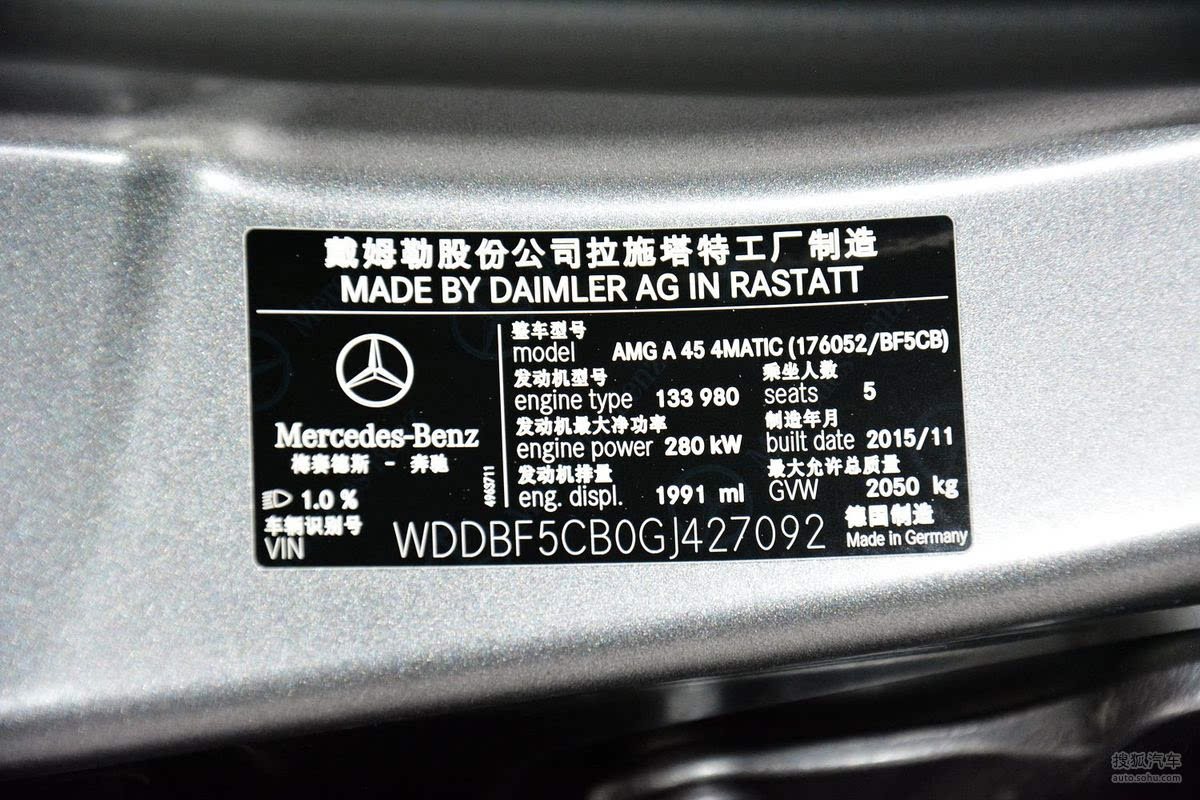 戴姆勒股份公司拉施塔特工厂制造
MADE BY DAIMLER AG IN RASTATT
整车型号
model AMG A 45 4MATIC (176052/BF5CB)
发动机型号 乘坐人数
engine type 133 980 seats 5
发动机最大净功率 制造年月
engine power 280 kW built date 2015/11
发动机排量 最大允许总质量
eng. displ. 1991 ml GVW 2050 kg
Mercedes-Benz
梅赛德斯 - 奔驰
4963711
1.0 %
车辆识别号
VIN WDDBF5CB0GJ427092
德国制造
Made in Germany
搜狐汽车
auto.sohu.com